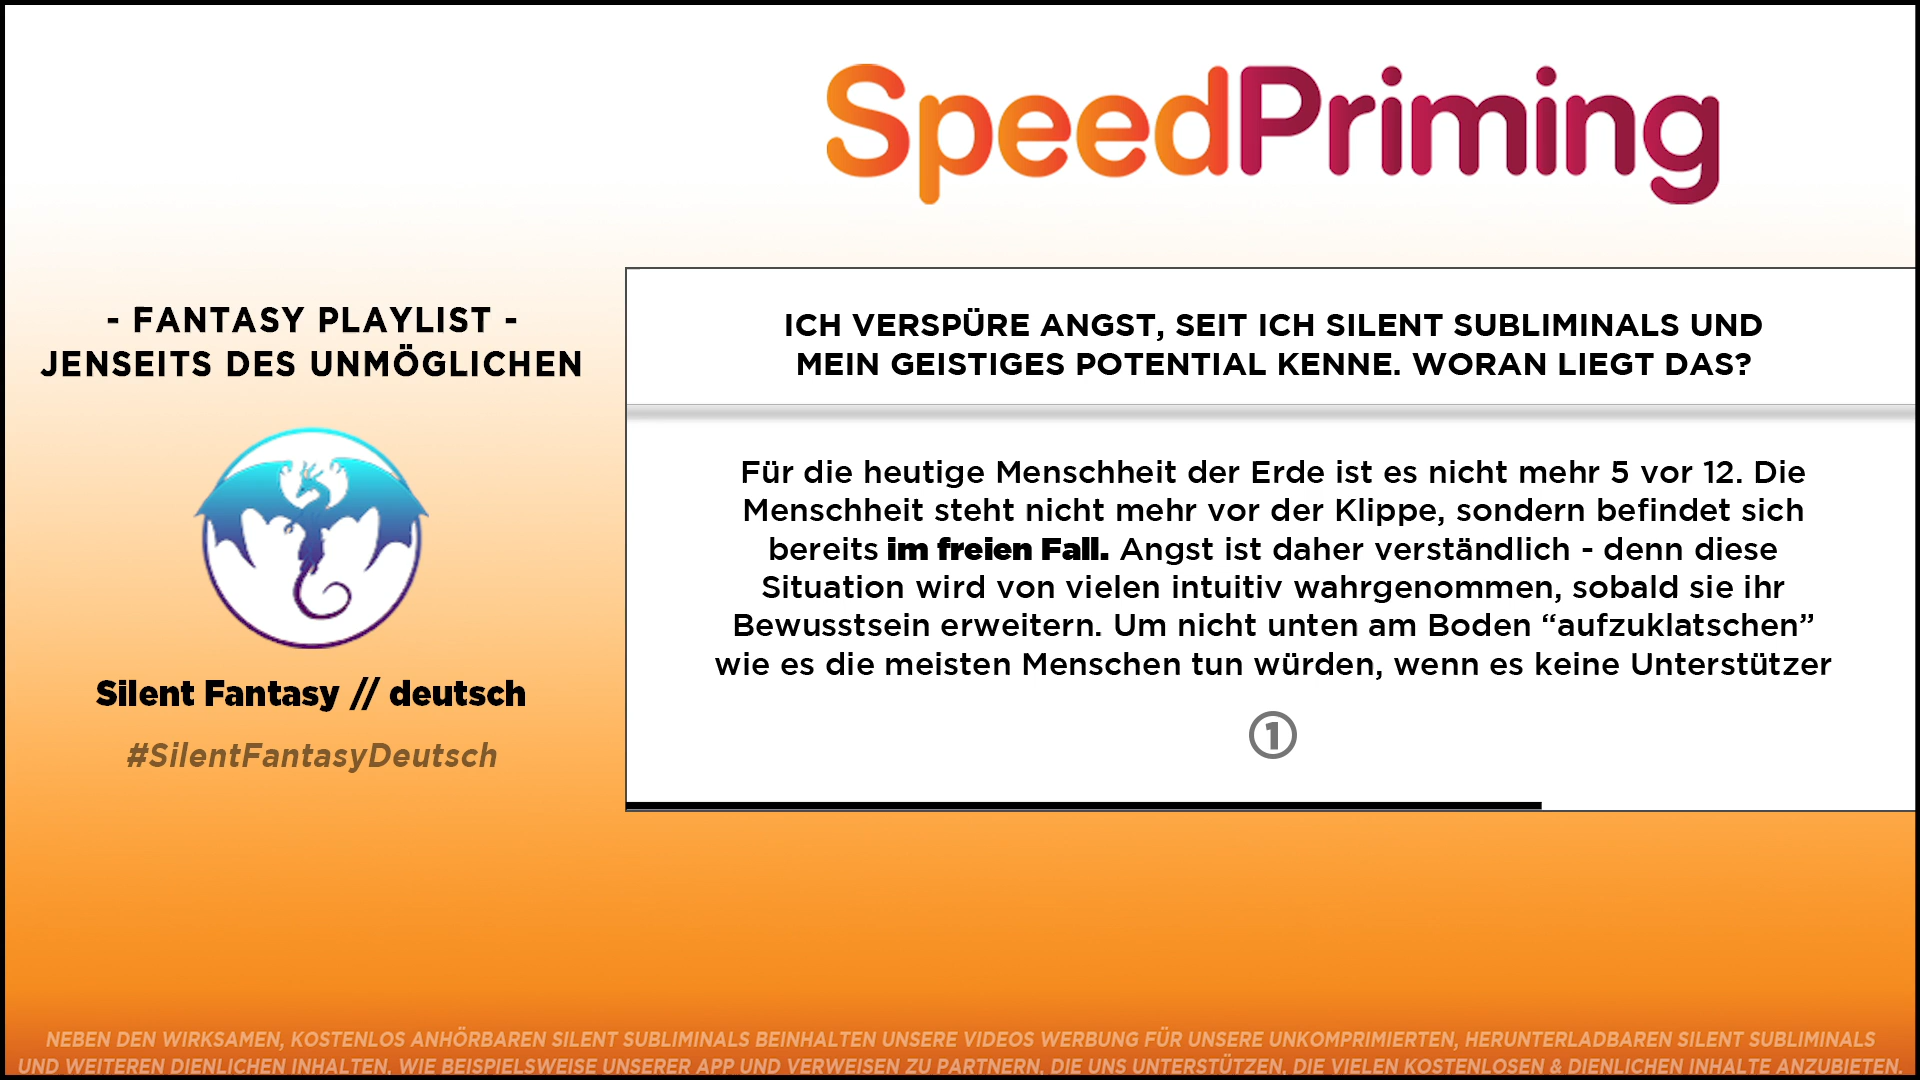 SpeedPriming
- FANTASY PLAYLIST -
JENSEITS DES UNMÖGLICHEN
Silent Fantasy // deutsch
#SilentFantasyDeutsch
ICH VERSPÜRE ANGST, SEIT ICH SILENT SUBLIMINALS UND
MEIN GEISTIGES POTENTIAL KENNE. WORAN LIEGT DAS?
Für die heutige Menschheit der Erde ist es nicht mehr 5 vor 12. Die
Menschheit steht nicht mehr vor der Klippe, sondern befindet sich
bereits im freien Fall. Angst ist daher verständlich - denn diese
Situation wird von vielen intuitiv wahrgenommen, sobald sie ihr
Bewusstsein erweitern. Um nicht unten am Boden “aufzuklatschen”
wie es die meisten Menschen tun würden, wenn es keine Unterstützer
①
NEBEN DEN WIRKSAMEN, KOSTENLOS ANHÖRBAREN SILENT SUBLIMINALS BEINHALTEN UNSERE VIDEOS WERBUNG FÜR UNSERE UNKOMPRIMIERTEN, HERUNTERLADBAREN SILENT SUBLIMINALS
UND WEITEREN DIENLICHEN INHALTEN, WIE BEISPIELSWEISE UNSERER APP UND VERWEISEN ZU PARTNERN, DIE UNS UNTERSTÜTZEN, DIE VIELEN KOSTENLOSEN & DIENLICHEN INHALTE ANZUBIETEN.